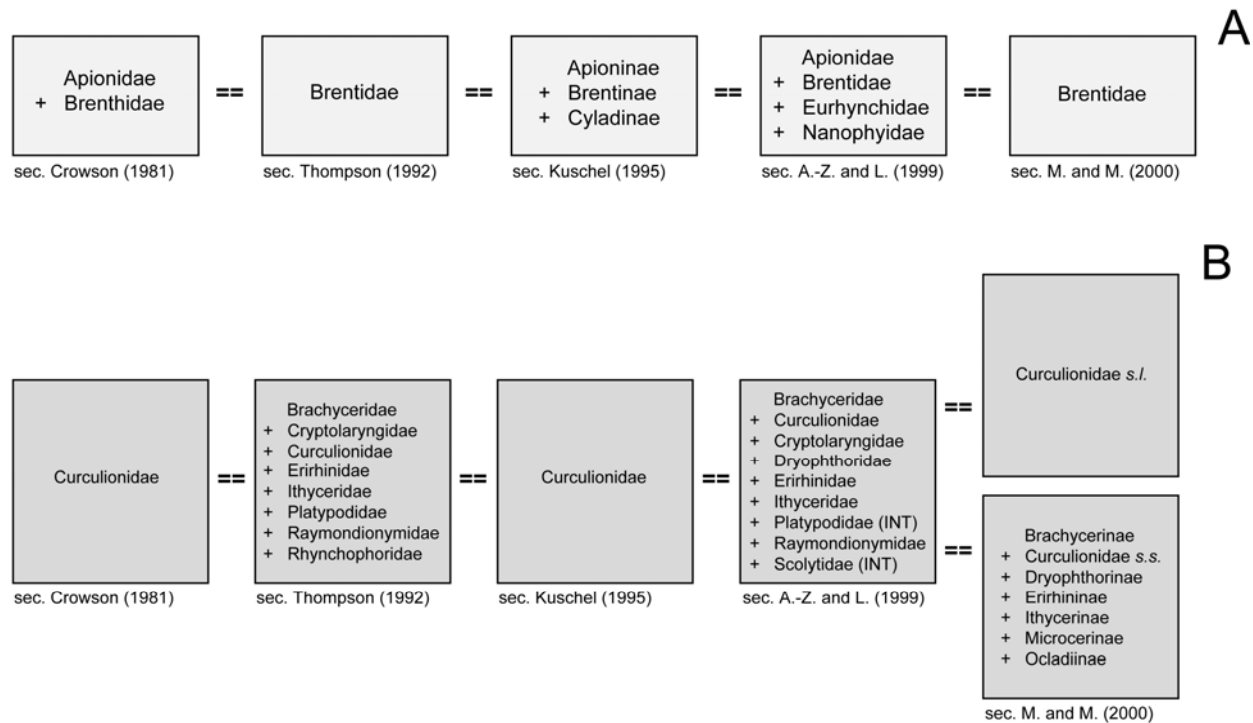 A
Apionidae
+ Brenthidae
==
Brentidae
==
Apioninae
+ Brentinae
+ Cyladinae
==
Apionidae
+ Brentidae
+ Eurhynchidae
+ Nanophyidae
==
Brentidae
sec. Crowson (1981)
sec. Thompson (1992)
sec. Kuschel (1995)
sec. A.-Z. and L. (1999)
sec. M. and M. (2000)
B
Curculionidae
==
Brachyceridae
+ Cryptolaryngidae
+ Curculionidae
+ Erirhinidae
+ Ithyceridae
+ Platypodidae
+ Raymondionymidae
+ Rhynchophoridae
==
Curculionidae
==
Brachyceridae
+ Curculionidae
+ Cryptolaryngidae
+ Dryophthoridae
+ Erirhinidae
+ Ithyceridae
+ Platypodidae (INT)
+ Raymondionymidae
+ Scolytidae (INT)
==
Curculionidae s.l.
==
Brachycerinae
+ Curculionidae s.s.
+ Dryophthorinae
+ Erirhininae
+ Ithycerinae
+ Microcerinae
+ Ocladiinae
sec. Crowson (1981)
sec. Thompson (1992)
sec. Kuschel (1995)
sec. A.-Z. and L. (1999)
sec. M. and M. (2000)